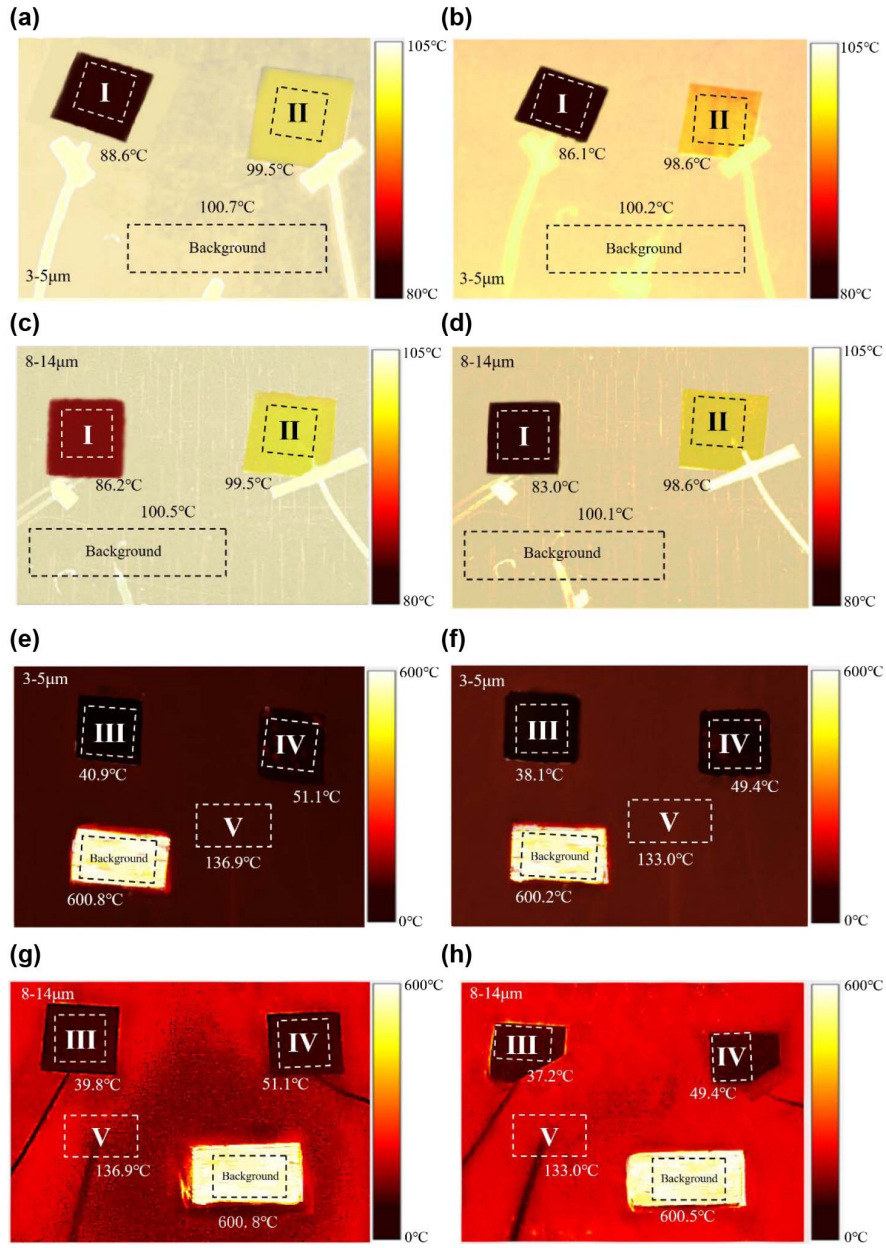 (a)
(b)
105℃
105℃
I
II
I
II
88.6℃
99.5℃
86.1℃
98.6℃
100.7℃
100.2℃
Background
Background
3-5μm
80℃
3-5μm
80℃
(c)
(d)
8-14μm
105℃
8-14μm
105℃
I
II
I
II
86.2℃
99.5℃
83.0℃
98.6℃
100.5℃
100.1℃
Background
Background
80℃
80℃
(e)
(f)
3-5μm
600℃
3-5μm
600℃
III
IV
III
IV
40.9℃
51.1℃
38.1℃
49.4℃
V
V
136.9℃
133.0℃
Background
Background
600.8℃
600.2℃
0℃
0℃
(g)
(h)
8-14μm
600℃
8-14μm
600℃
III
IV
III
IV
39.8℃
51.1℃
37.2℃
49.4℃
V
V
136.9℃
133.0℃
Background
Background
600. 8℃
600.5℃
0℃
0℃